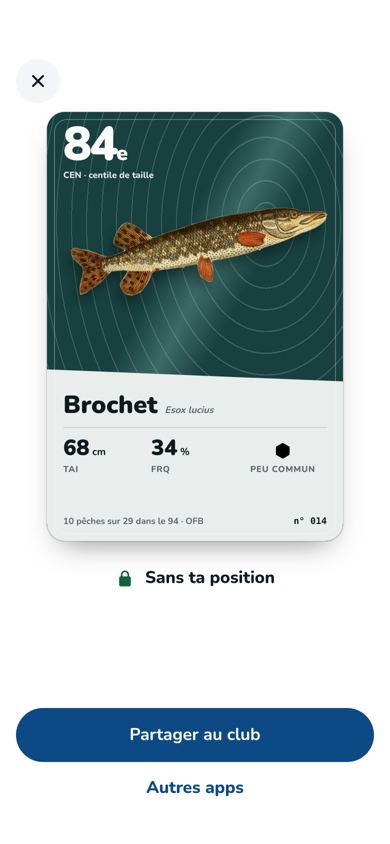 84e
CEN · centile de taille
Brochet Esox lucius
68 cm
TAI
34 %
FRQ
PEU COMMUN
10 pêches sur 29 dans le 94 · OFB
n° 014
Sans ta position
Partager au club
Autres apps